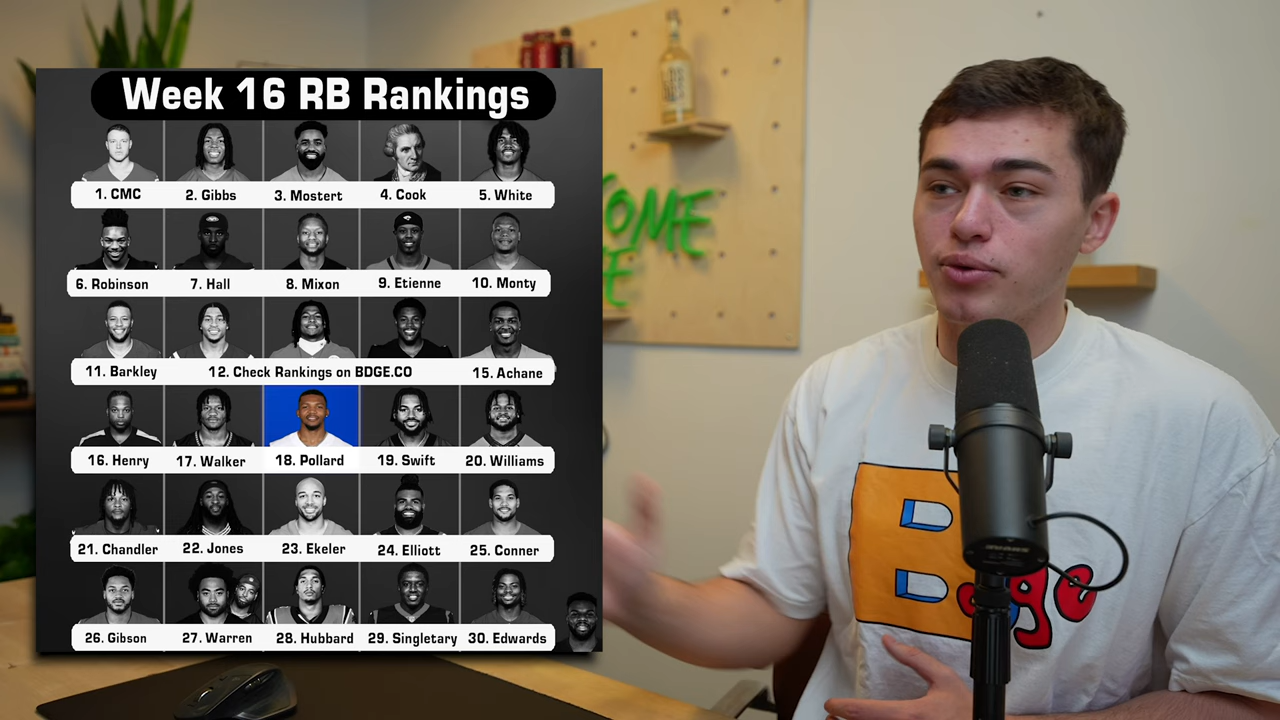 Week 16 RB Rankings
1. CMC
2. Gibbs
3. Mostert
4. Cook
5. White
6. Robinson
7. Hall
8. Mixon
9. Etienne
10. Monty
11. Barkley
12. Check Rankings on BDGE.CO
15. Achane
16. Henry
17. Walker
18. Pollard
19. Swift
20. Williams
21. Chandler
22. Jones
23. Ekeler
24. Elliott
25. Conner
26. Gibson
27. Warren
28. Hubbard
29. Singletary
30. Edwards
OME
E
Bdge
SHURE